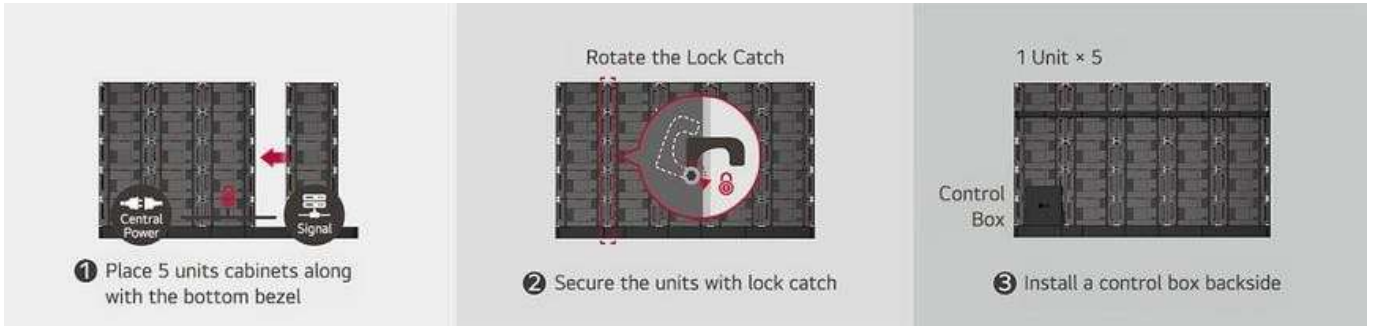 Central
Power
Signal
❶ Place 5 units cabinets along
with the bottom bezel
Rotate the Lock Catch
❷ Secure the units with lock catch
1 Unit × 5
Control
Box
❸ Install a control box backside